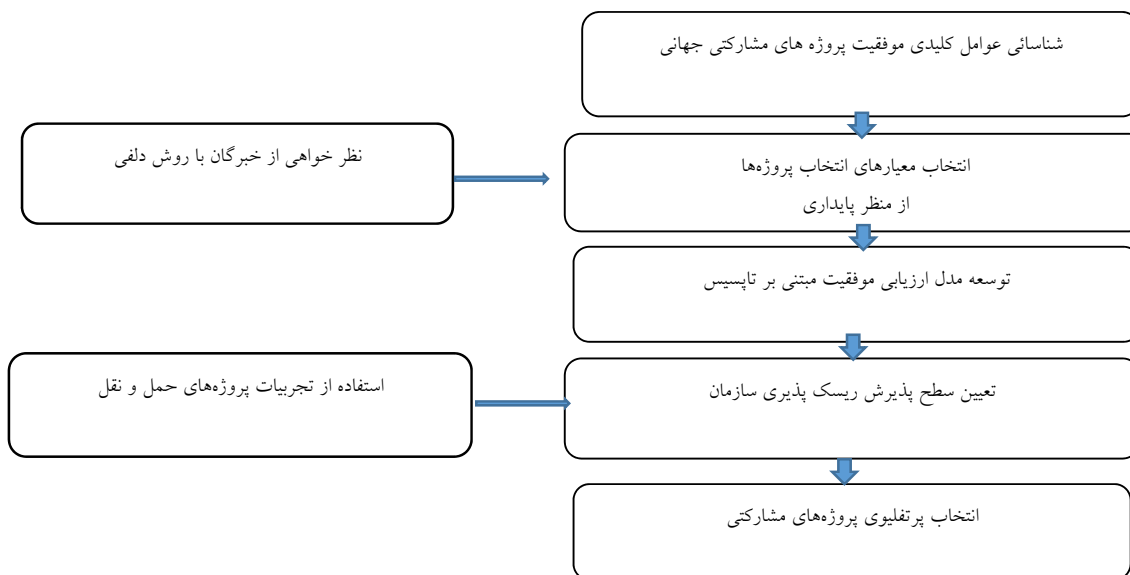 شناسائی عوامل کلیدی موفقیت پروژه های مشارکتی جهانی
نظر خواهی از خبرگان با روش دلفی
انتخاب معیارهای انتخاب پروژه‌ها
از منظر پایداری
توسعه مدل ارزیابی موفقیت مبتنی بر تاپسیس
استفاده از تجربیات پروژه‌های حمل و نقل
تعیین سطح پذیرش ریسک پذیری سازمان
انتخاب پرتفلیوی پروژه‌های مشارکتی